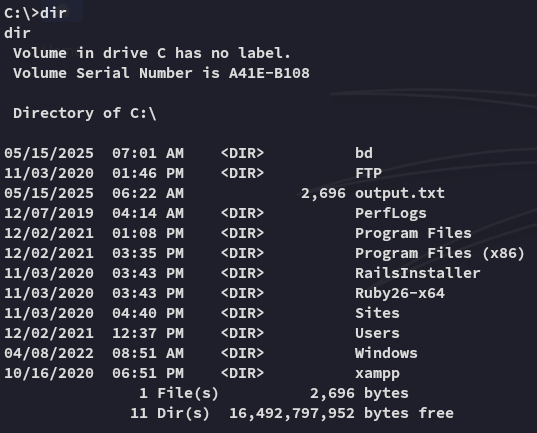 C:\>dir
dir
 Volume in drive C has no label.
 Volume Serial Number is A41E-B108

 Directory of C:\

05/15/2025  07:01 AM    <DIR>          bd
11/03/2020  01:46 PM    <DIR>          FTP
05/15/2025  06:22 AM             2,696 output.txt
12/07/2019  04:14 AM    <DIR>          PerfLogs
12/02/2021  01:08 PM    <DIR>          Program Files
12/02/2021  03:35 PM    <DIR>          Program Files (x86)
11/03/2020  03:43 PM    <DIR>          RailsInstaller
11/03/2020  03:43 PM    <DIR>          Ruby26-x64
11/03/2020  04:40 PM    <DIR>          Sites
12/02/2021  12:37 PM    <DIR>          Users
04/08/2022  08:51 AM    <DIR>          Windows
10/16/2020  06:51 PM    <DIR>          xampp
               1 File(s)          2,696 bytes
              11 Dir(s)  16,492,797,952 bytes free